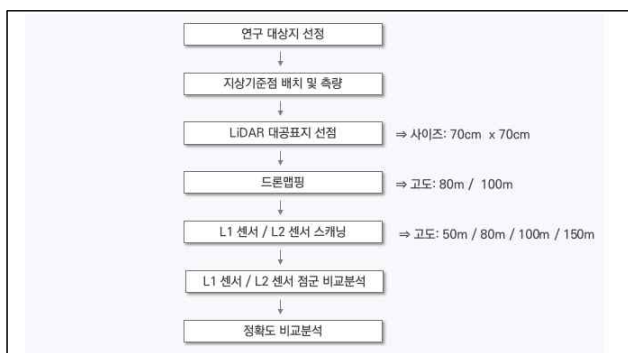 연구 대상지 선정
지상기준점 배치 및 측량
LiDAR 대공표지 선점 ⇒ 사이즈: 70cm x 70cm
드론맵핑 ⇒ 고도: 80m / 100m
L1 센서 / L2 센서 스캐닝 ⇒ 고도: 50m / 80m / 100m / 150m
L1 센서 / L2 센서 점군 비교분석
정확도 비교분석